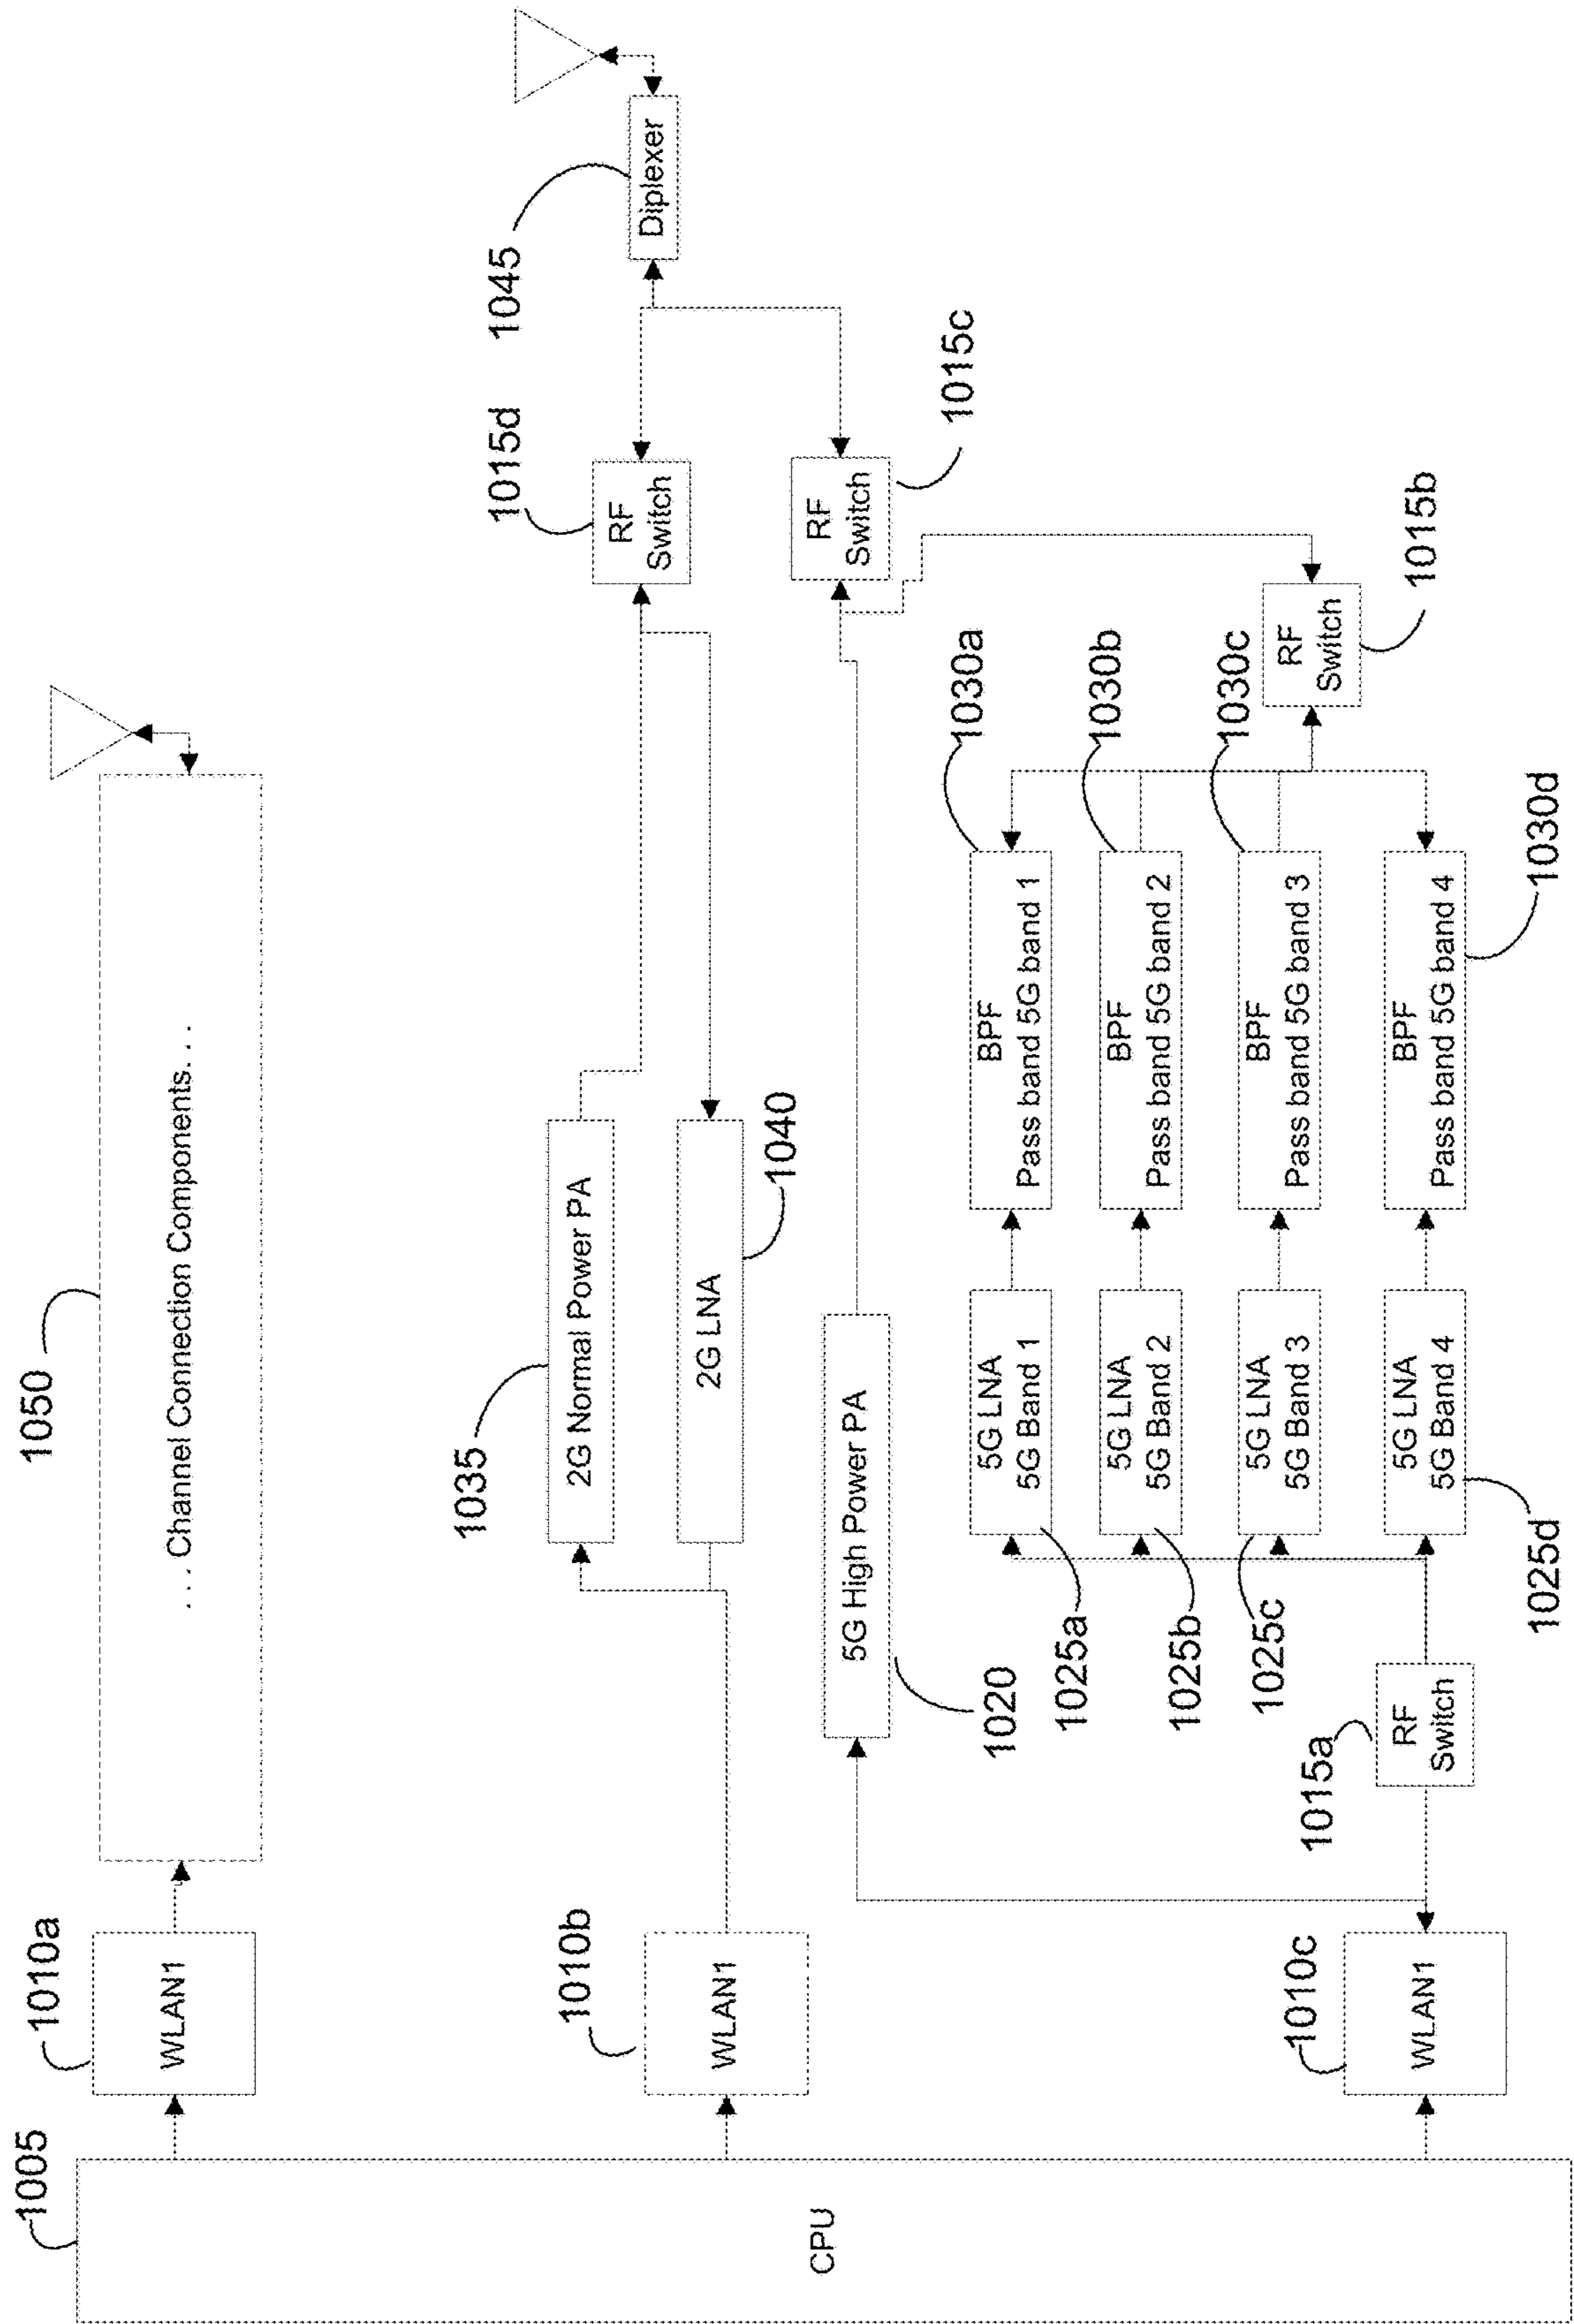 1005
CPU
1010a
WLAN1
1050
...Channel Connection Components...
1010b
WLAN1
1035
2G Normal Power PA
2G LNA
1040
1015d
RF
Switch
1045
Diplexer
5G High Power PA
1020
RF
Switch
1015c
1010c
WLAN1
1015a
RF
Switch
5G LNA
5G Band 1
1025a
5G LNA
5G Band 2
1025b
5G LNA
5G Band 3
1025c
5G LNA
5G Band 4
1025d
1030a
BPF
Pass band 5G band 1
1030b
BPF
Pass band 5G band 2
1030c
BPF
Pass band 5G band 3
BPF
Pass band 5G band 4
1030d
RF
Switch
1015b